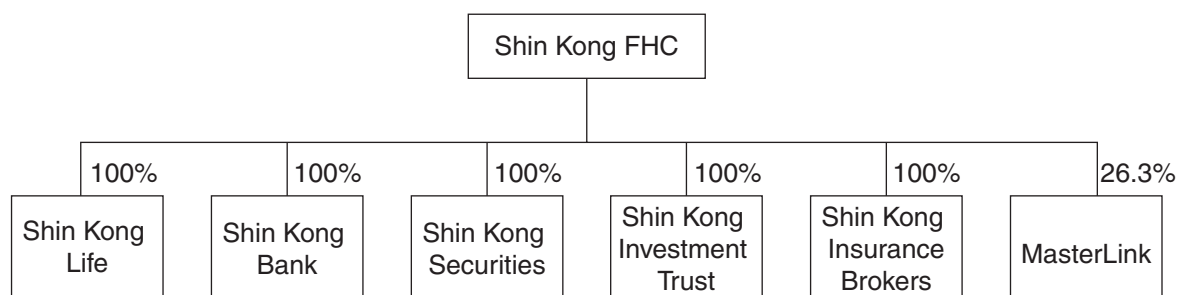 Shin Kong FHC
100%
100%
100%
100%
100%
26.3%
Shin Kong
Life
Shin Kong
Bank
Shin Kong
Securities
Shin Kong
Investment
Trust
Shin Kong
Insurance
Brokers
MasterLink